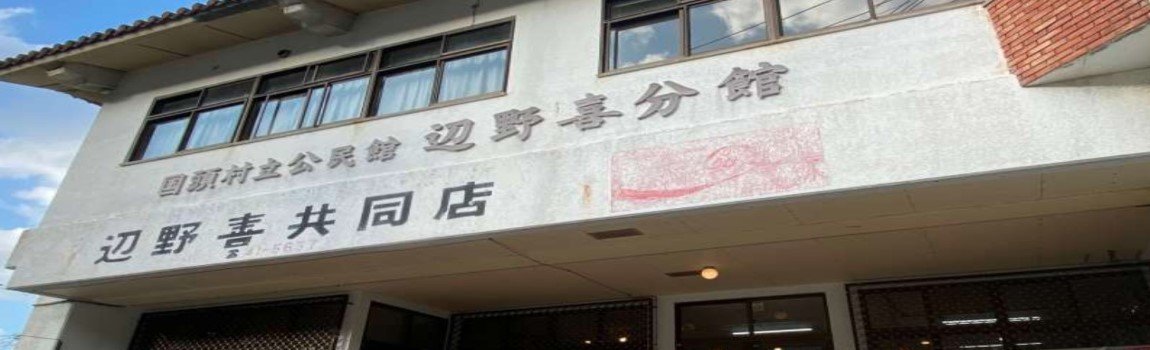 国頭村立公民館 辺野喜分館
辺野喜共同店